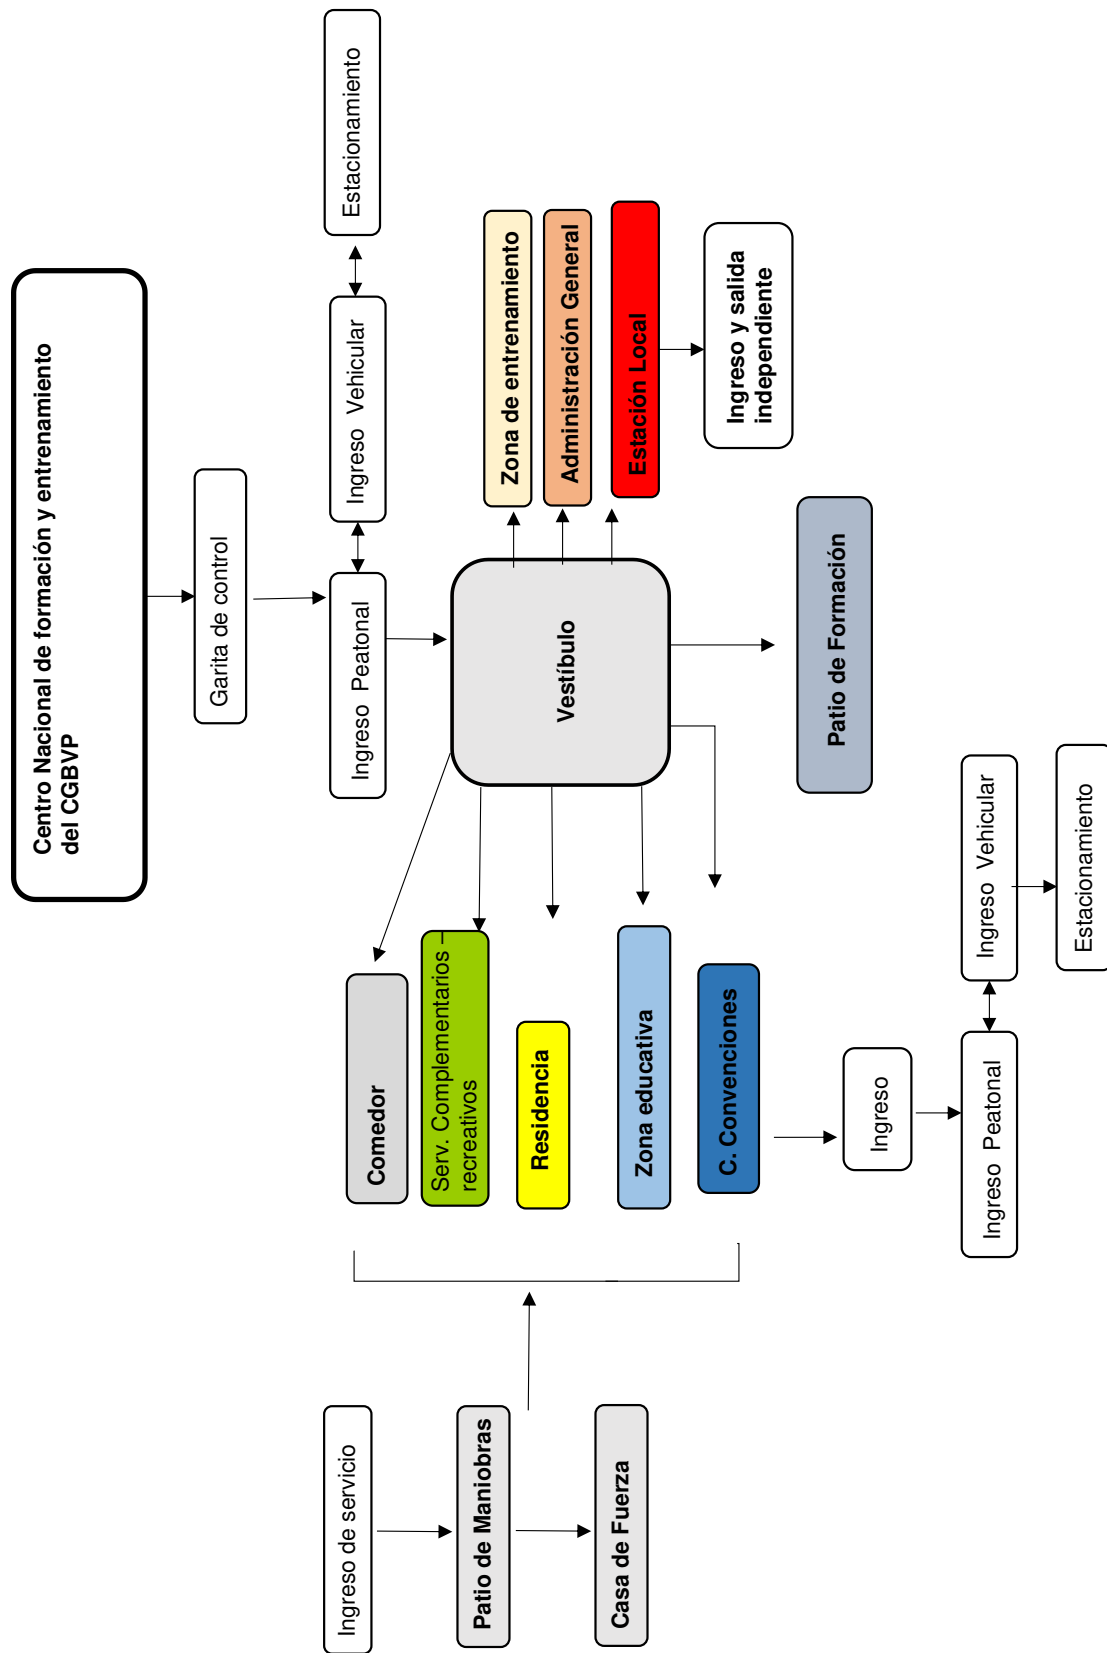 Centro Nacional de formación y entrenamiento
del CGBVP
Garita de control
Ingreso Peatonal
Ingreso Vehicular
Estacionamiento
Vestíbulo
Zona de entrenamiento
Administración General
Estación Local
Ingreso y salida
independiente
Patio de Formación
Comedor
Serv. Complementarios –
recreativos
Residencia
Zona educativa
C. Convenciones
Ingreso
Ingreso Peatonal
Ingreso Vehicular
Estacionamiento
Ingreso de servicio
Patio de Maniobras
Casa de Fuerza